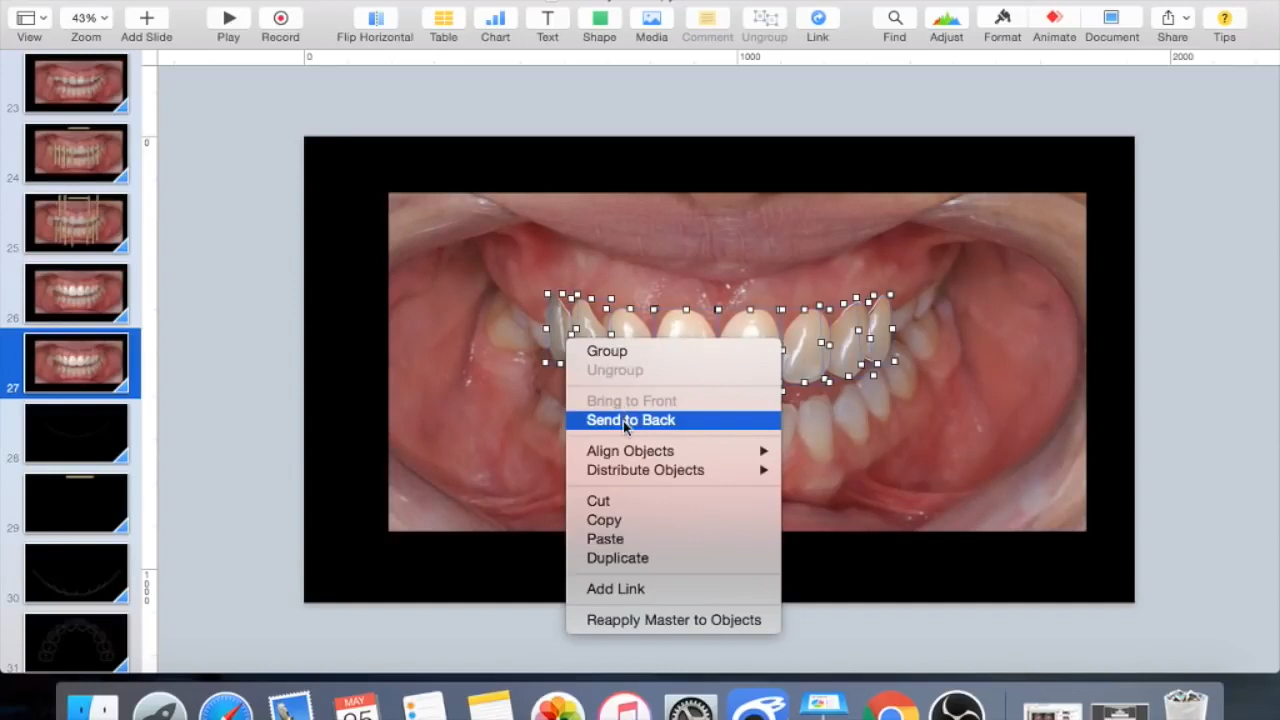 View
43%
Zoom
Add Slide
Play
Record
Flip Horizontal
Table
Chart
Text
Shape
Media
Comment
Ungroup
Link
Find
Adjust
Format
Animate
Document
Share
Tips
0
1000
2000
0
1000
23
24
25
26
27
28
29
30
31
Group
Ungroup
Bring to Front
Send to Back
Align Objects
Distribute Objects
Cut
Copy
Paste
Duplicate
Add Link
Reapply Master to Objects
MAY